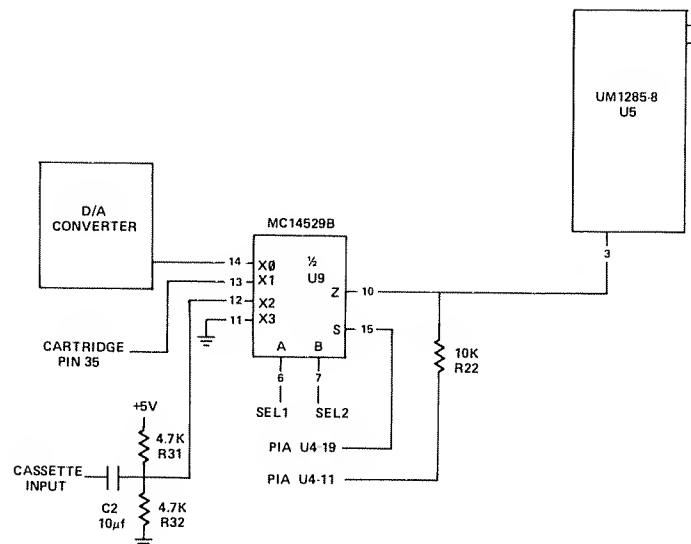 UM1285-8
U5
3
D/A
CONVERTER
MC14529B
14
13
12
11
XØ
X1
X2
X3
½
U9
Z
S
A
B
10
15
6
7
SEL1
SEL2
CARTRIDGE
PIN 35
10K
R22
+5V
4.7K
R31
PIA U4-19
PIA U4-11
CASSETTE
INPUT
C2
10µf
4.7K
R32